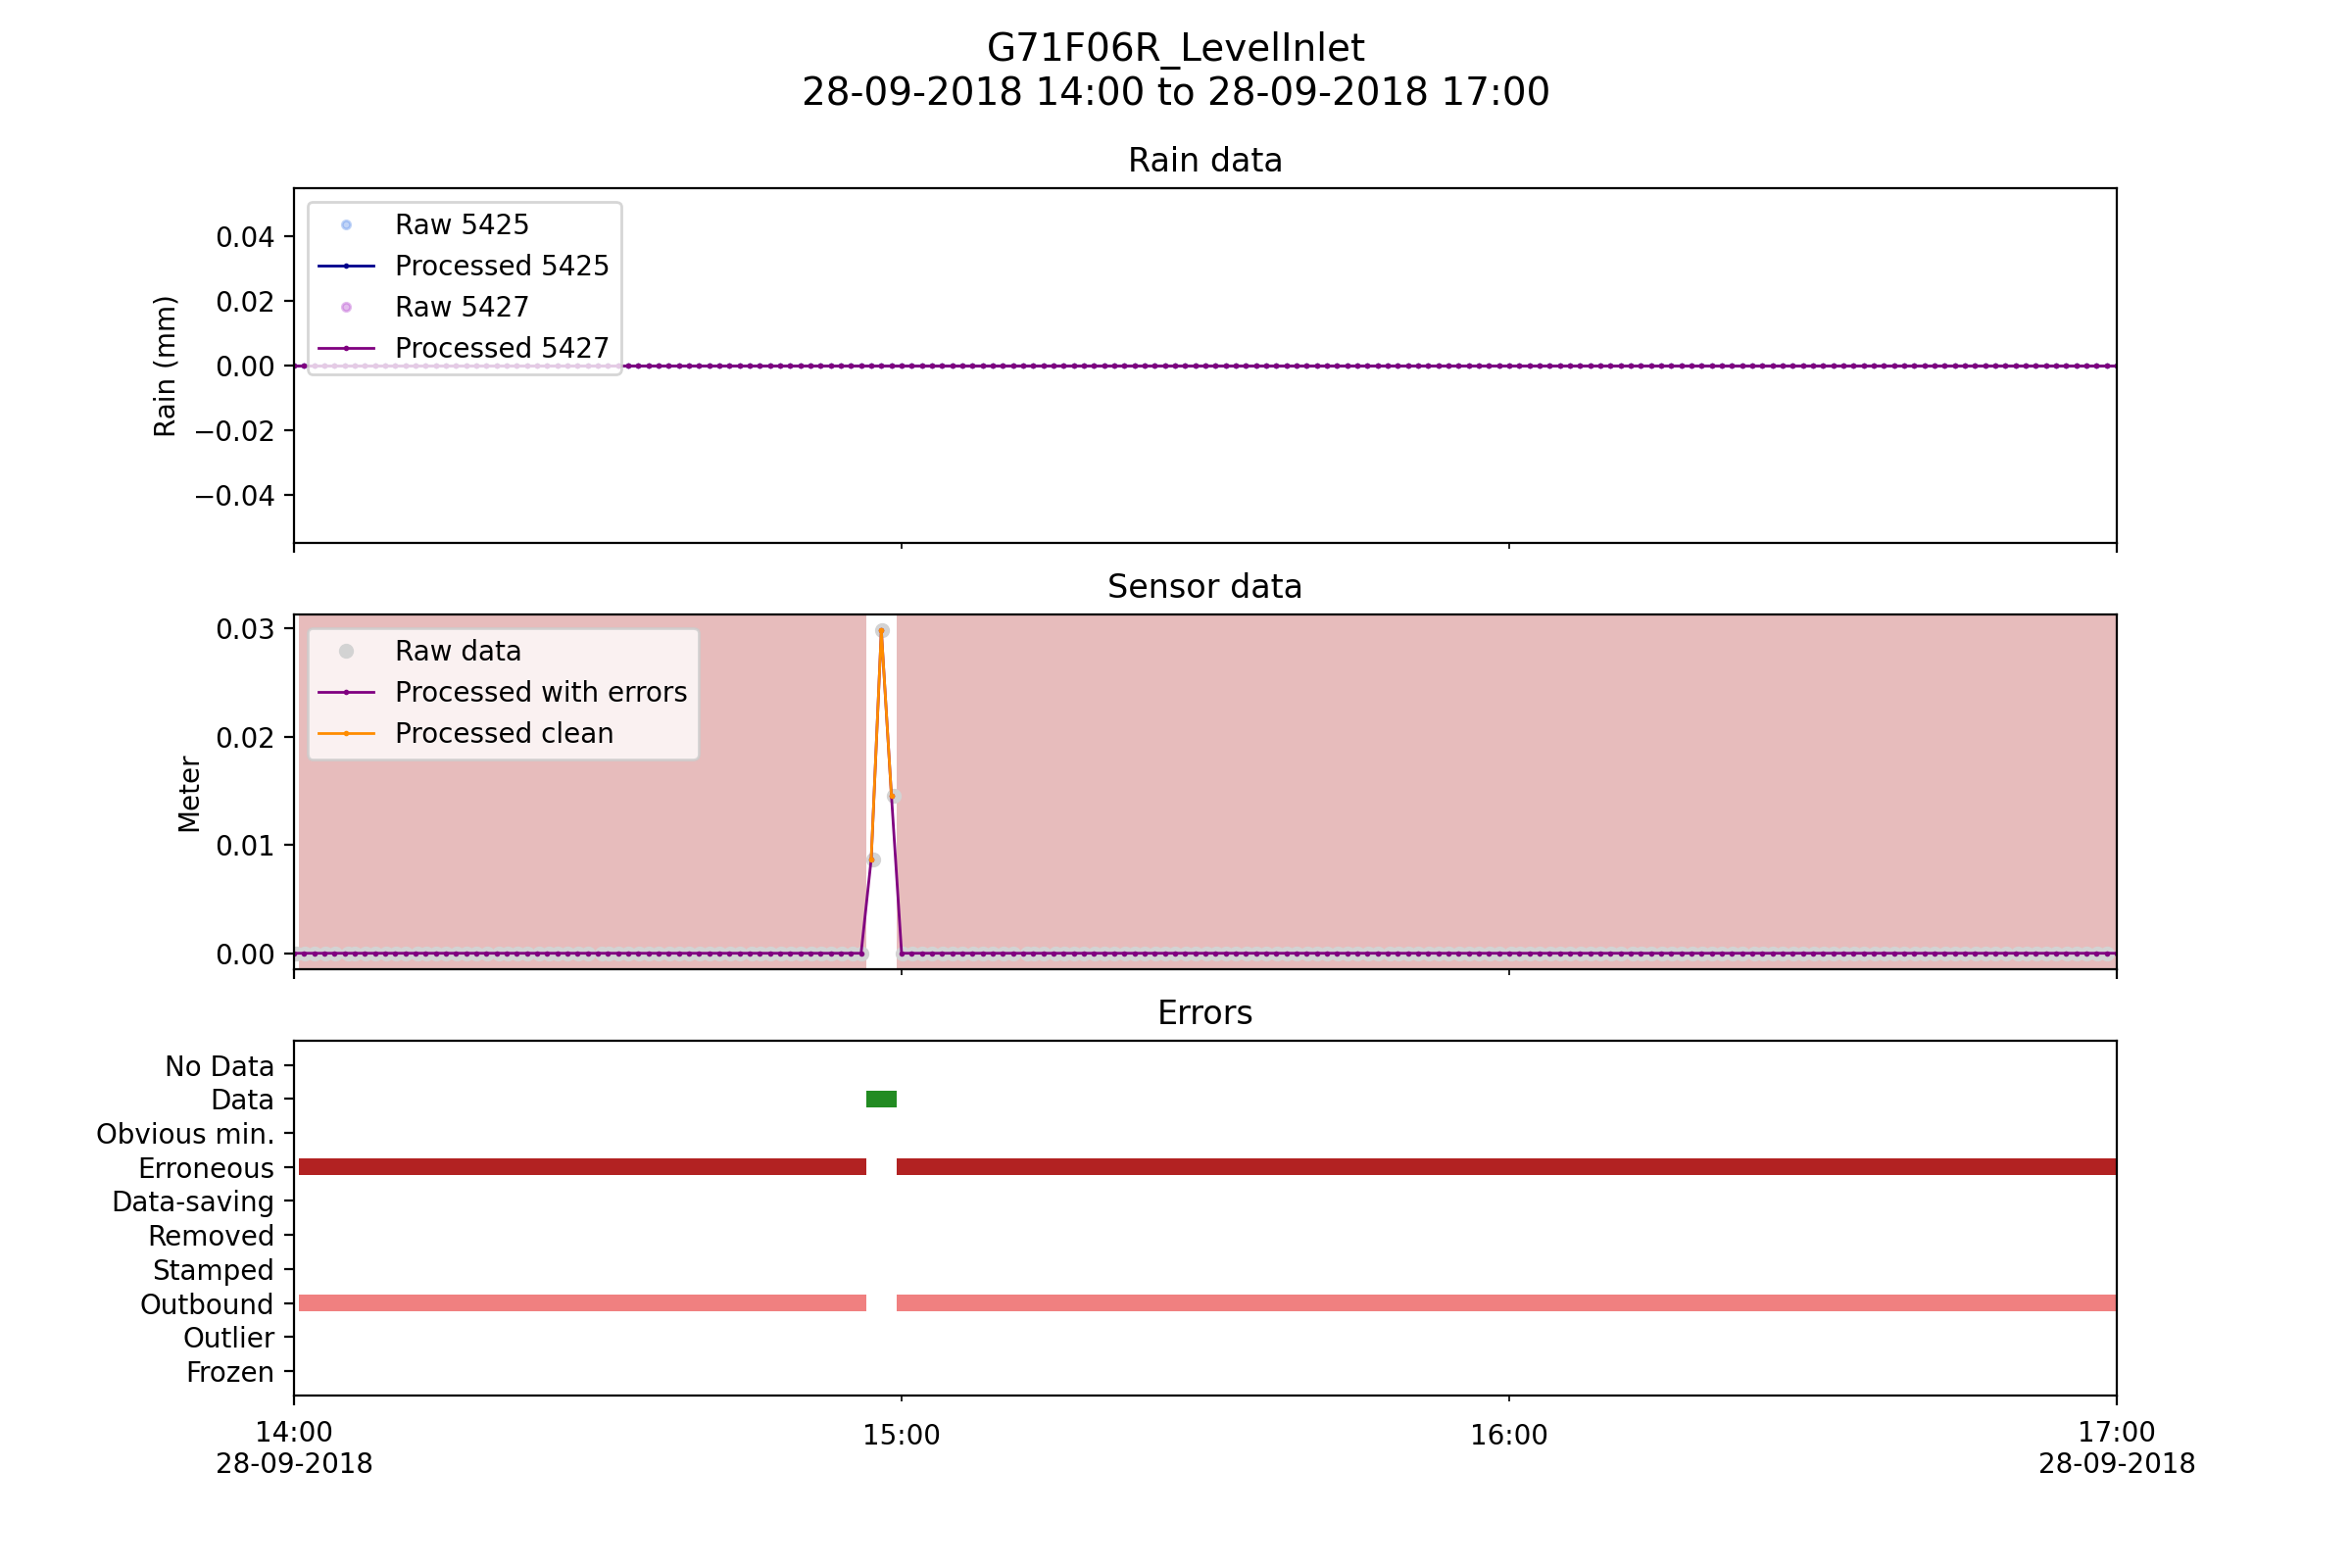 G71F06R_LevelInlet
28-09-2018 14:00 to 28-09-2018 17:00
Rain data
Rain (mm)
0.04
0.02
0.00
−0.02
−0.04
Raw 5425
Processed 5425
Raw 5427
Processed 5427
Sensor data
Meter
0.03
0.02
0.01
0.00
Raw data
Processed with errors
Processed clean
Errors
No Data
Data
Obvious min.
Erroneous
Data-saving
Removed
Stamped
Outbound
Outlier
Frozen
14:00
28-09-2018
15:00
16:00
17:00
28-09-2018